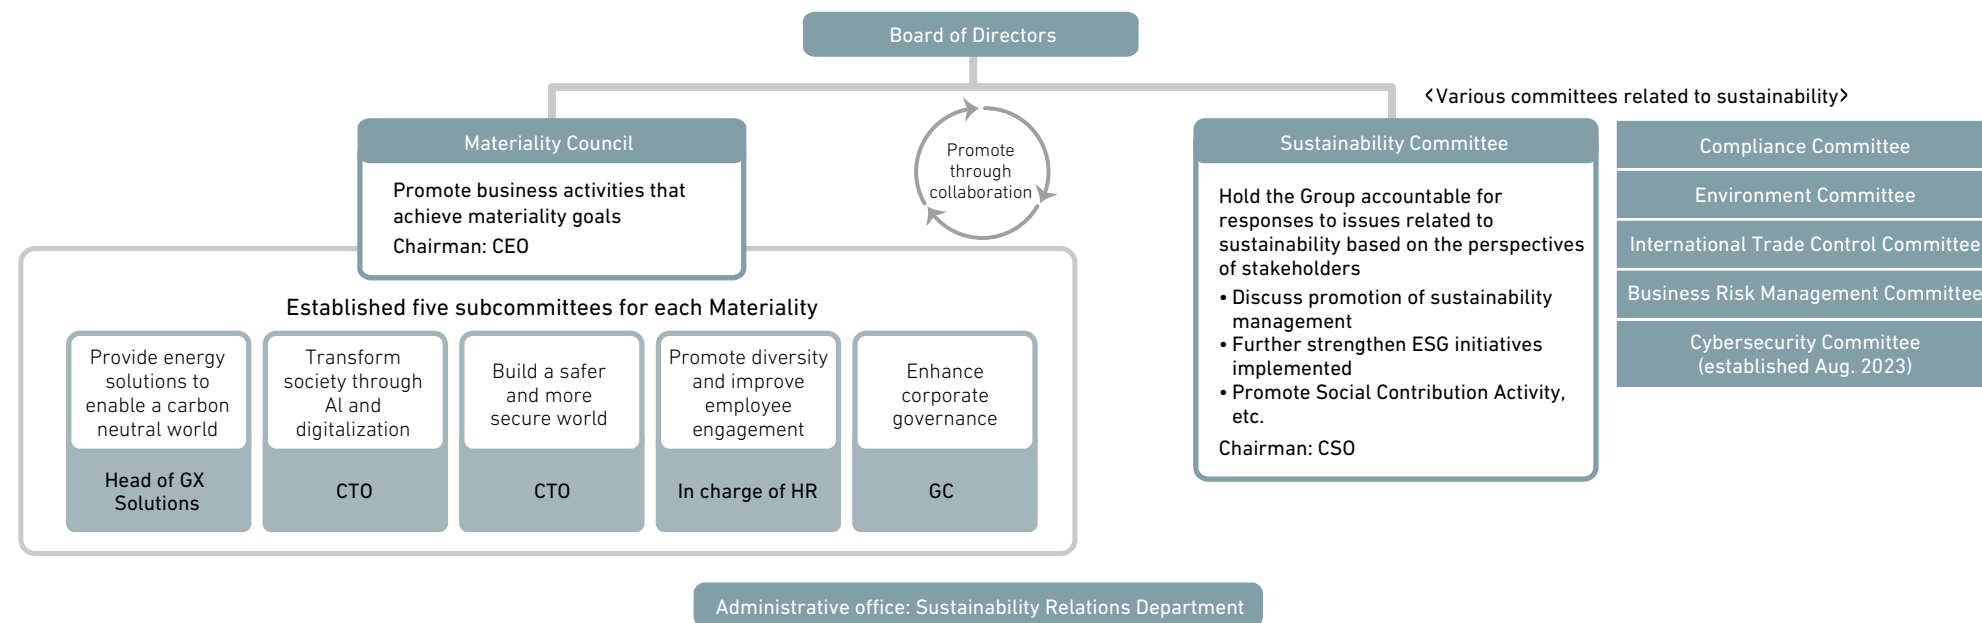 Board of Directors
Materiality Council
Promote business activities that
achieve materiality goals
Chairman: CEO
Promote
through
collaboration
Established five subcommittees for each Materiality
Provide energy
solutions to
enable a carbon
neutral world
Head of GX
Solutions
Transform
society through
AI and
digitalization
CTO
Build a safer
and more
secure world
CTO
Promote diversity
and improve
employee
engagement
In charge of HR
Enhance
corporate
governance
GC
Sustainability Committee
Hold the Group accountable for
responses to issues related to
sustainability based on the perspectives
of stakeholders
• Discuss promotion of sustainability
management
• Further strengthen ESG initiatives
implemented
• Promote Social Contribution Activity,
etc.
Chairman: CSO
<Various committees related to sustainability>
Compliance Committee
Environment Committee
International Trade Control Committee
Business Risk Management Committee
Cybersecurity Committee
(established Aug. 2023)
Administrative office: Sustainability Relations Department